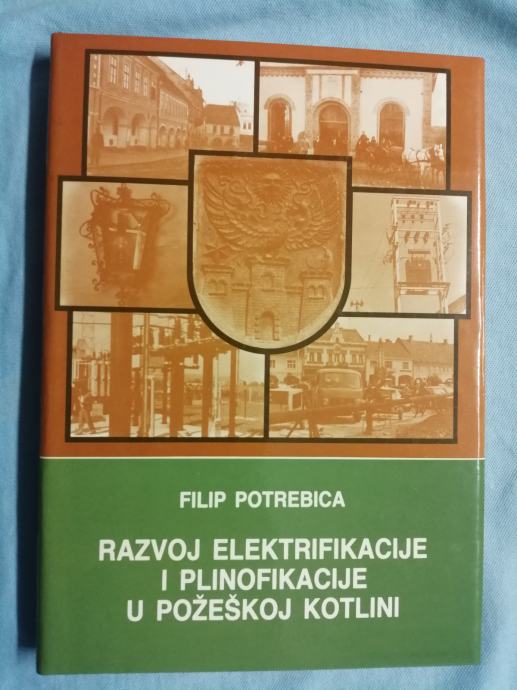 FILIP POTREBICA
RAZVOJ ELEKTRIFIKACIJE
I PLINOFIKACIJE
U POŽEŠKOJ KOTLINI